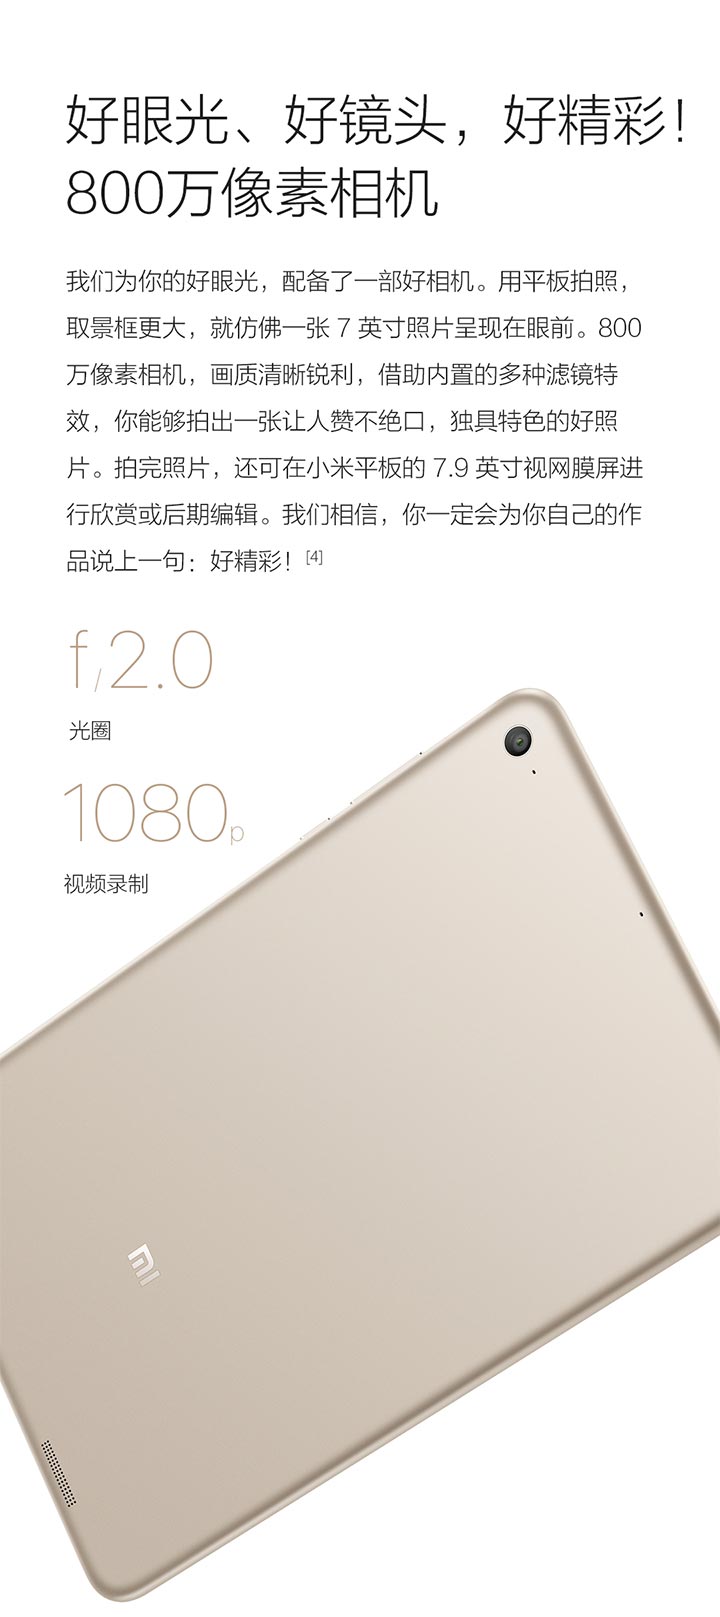 好眼光、好镜头，好精彩！
800万像素相机
我们为你的好眼光，配备了一部好相机。用平板拍照，
取景框更大，就仿佛一张 7 英寸照片呈现在眼前。800
万像素相机，画质清晰锐利，借助内置的多种滤镜特
效，你能够拍出一张让人赞不绝口，独具特色的好照
片。拍完照片，还可在小米平板的 7.9 英寸视网膜屏进
行欣赏或后期编辑。我们相信，你一定会为你自己的作
品说上一句：好精彩！[4]
f/2.0
光圈
1080p
视频录制
MI